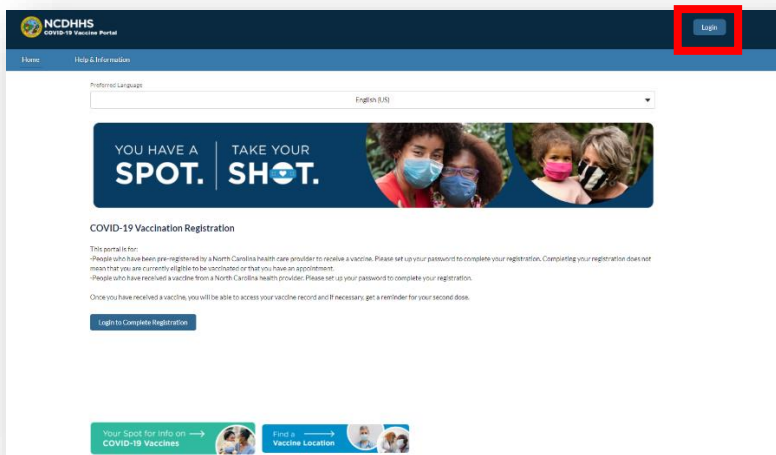 NCDHHS
COVID-19 Vaccine Portal
Login
Home
Help & Information
Preferred Language
English (US)
YOU HAVE A
SPOT.
TAKE YOUR
SHOT.
COVID-19 Vaccination Registration
This portal is for:
-People who have been pre-registered by a North Carolina health care provider to receive a vaccine. Please set up your password to complete your registration. Completing your registration does not
mean that you are currently eligible to be vaccinated or that you have an appointment.
-People who have received a vaccine from a North Carolina health provider. Please set up your password to complete your registration.
Once you have received a vaccine, you will be able to access your vaccine record and if necessary, get a reminder for your second dose.
Login to Complete Registration
Your Spot for Info on
COVID-19 Vaccines
Find a
Vaccine Location